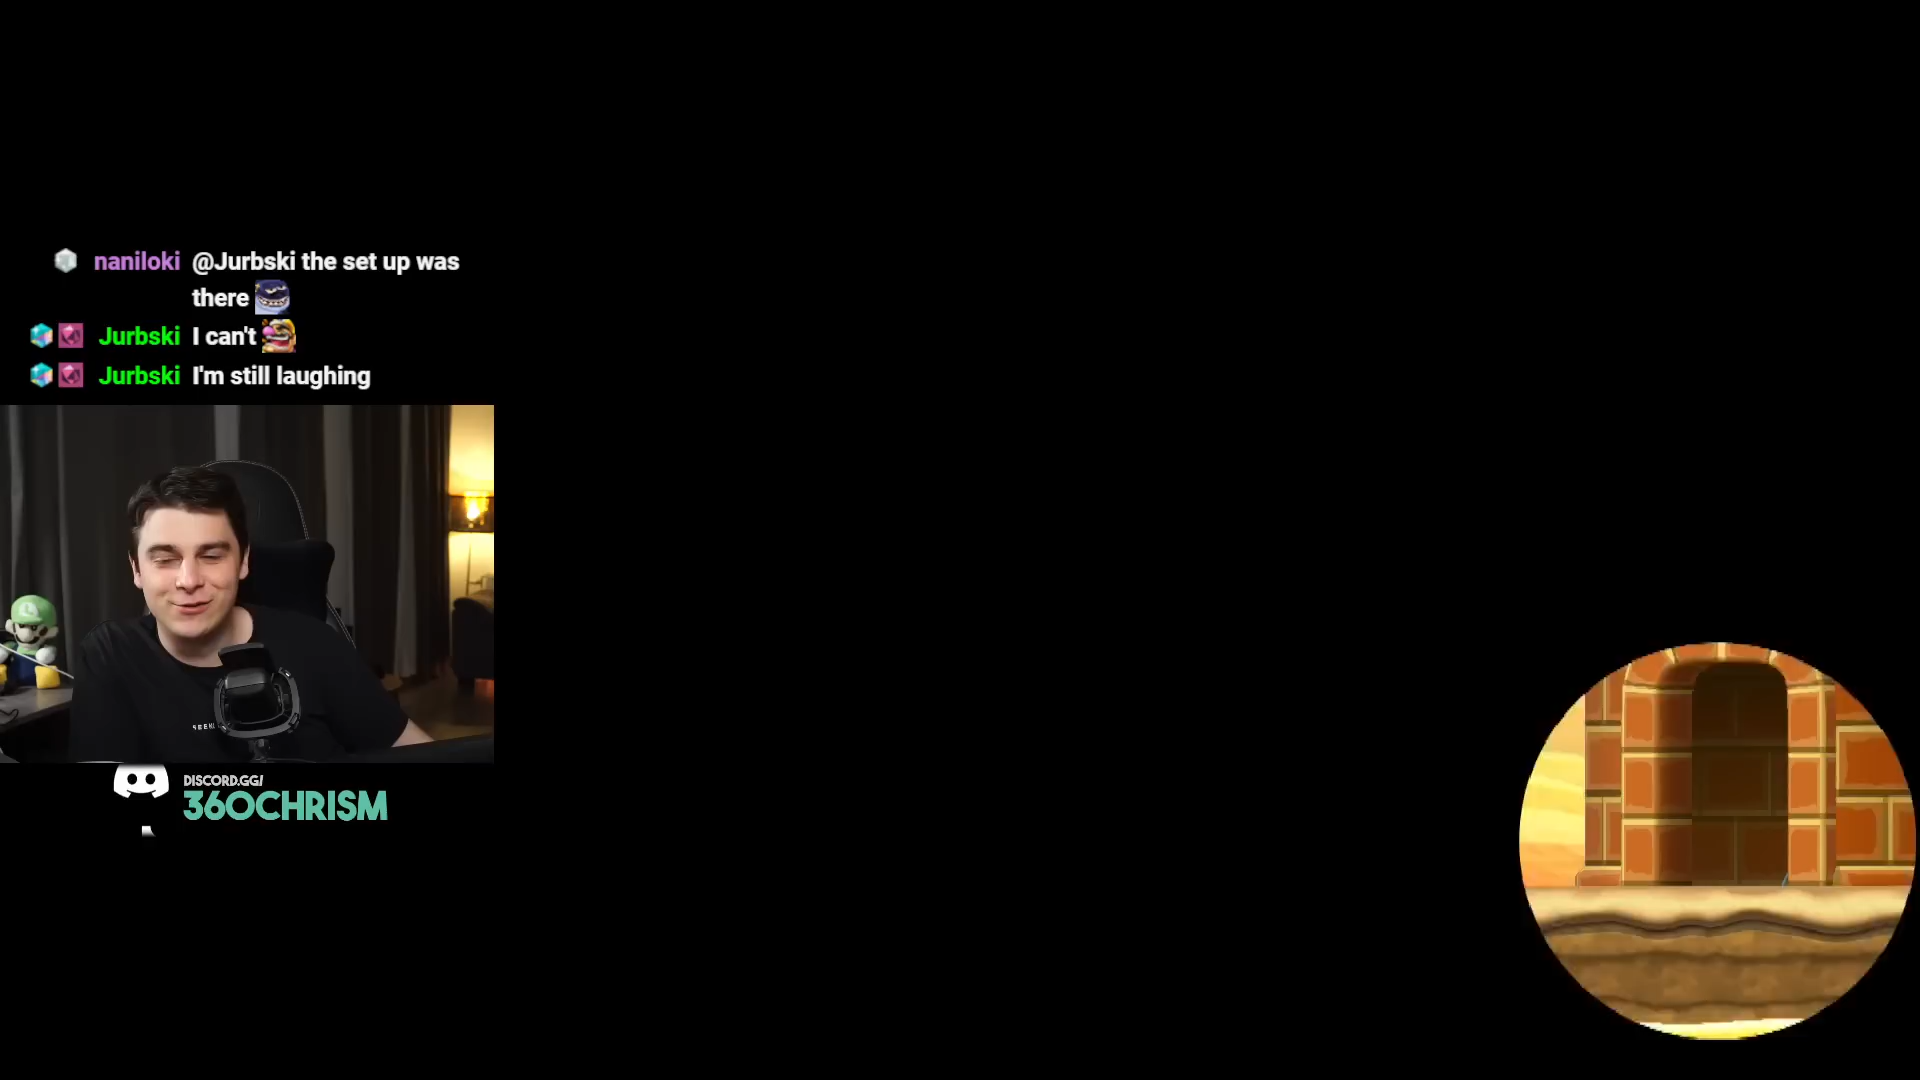 naniloki @Jurbski the set up was
there
Jurbski I can't
Jurbski I'm still laughing
DISCORD.GG/
360CHRISM